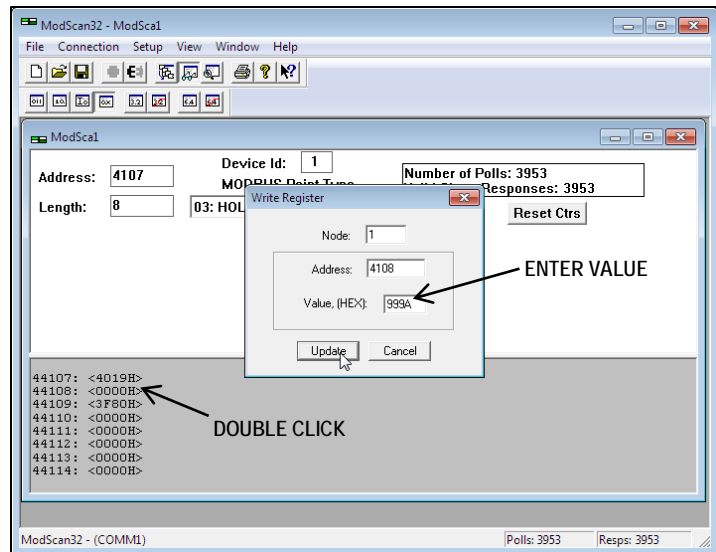 ModScan32 - ModSca1
File Connection Setup View Window Help
ModSca1
Address: 4107
Device Id: 1
MODBUS Point Type
Number of Polls: 3953
Responses: 3953
Length: 8
03: HOL
Reset Ctrs
Write Register
Node: 1
Address: 4108
Value, (HEX): 999A
Update Cancel
ENTER VALUE
DOUBLE CLICK
44107: <4019H>
44108: <0000H>
44109: <3F80H>
44110: <0000H>
44111: <0000H>
44112: <0000H>
44113: <0000H>
44114: <0000H>
ModScan32 - (COMM1)
Polls: 3953
Resps: 3953